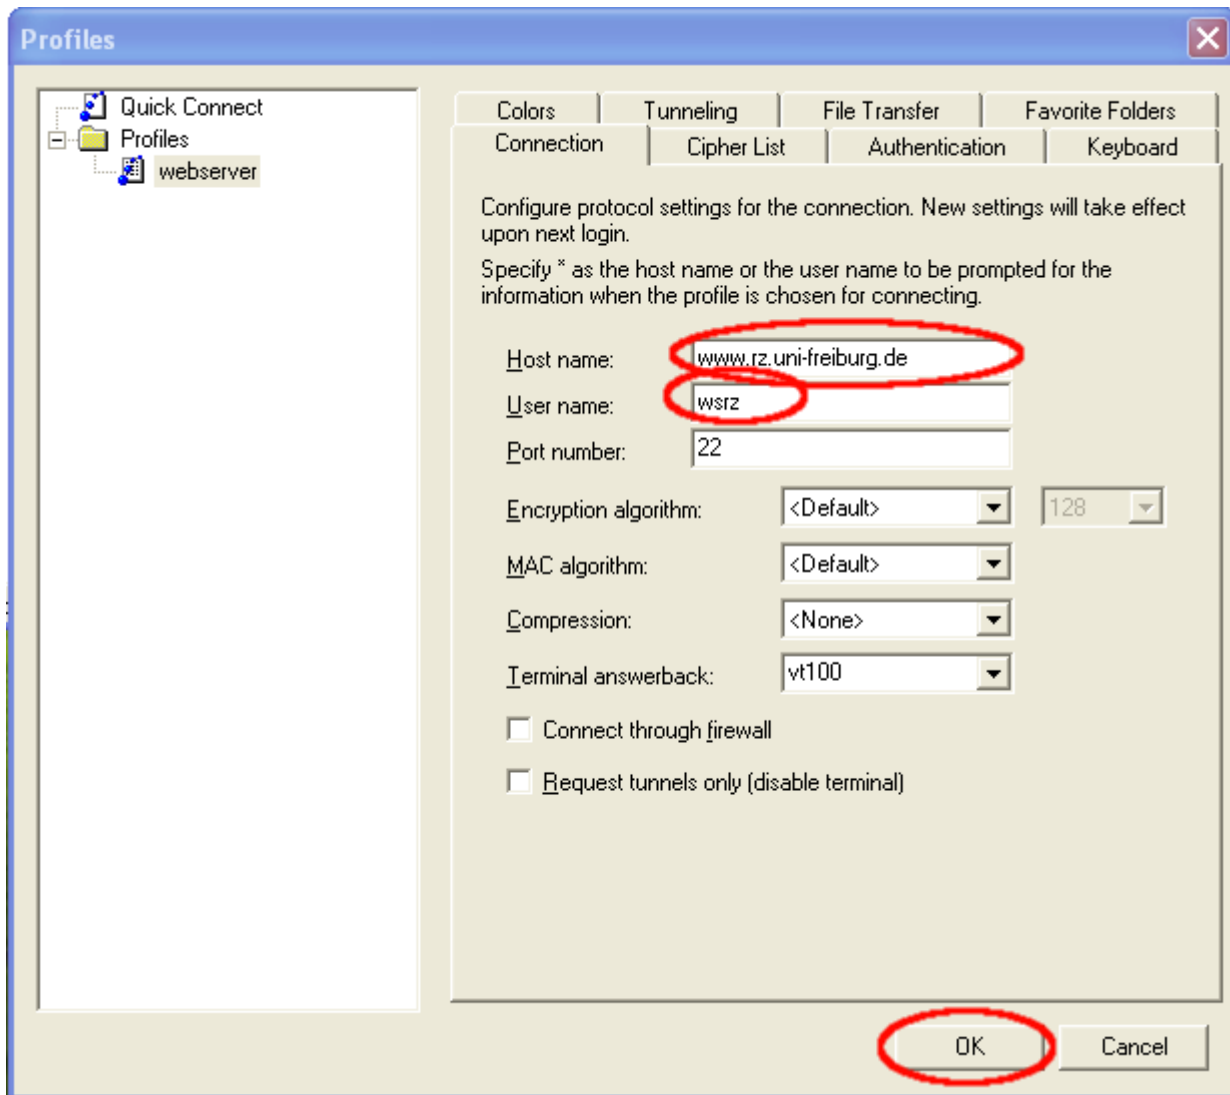 Profiles
Quick Connect
Profiles
webserver
Colors
Tunneling
File Transfer
Favorite Folders
Connection
Cipher List
Authentication
Keyboard
Configure protocol settings for the connection. New settings will take effect
upon next login.
Specify * as the host name or the user name to be prompted for the
information when the profile is chosen for connecting.
Host name: www.rz.uni-freiburg.de
User name: wsrz
Port number: 22
Encryption algorithm: <Default> 128
MAC algorithm: <Default>
Compression: <None>
Terminal answerback: vt100
Connect through firewall
Request tunnels only (disable terminal)
OK
Cancel